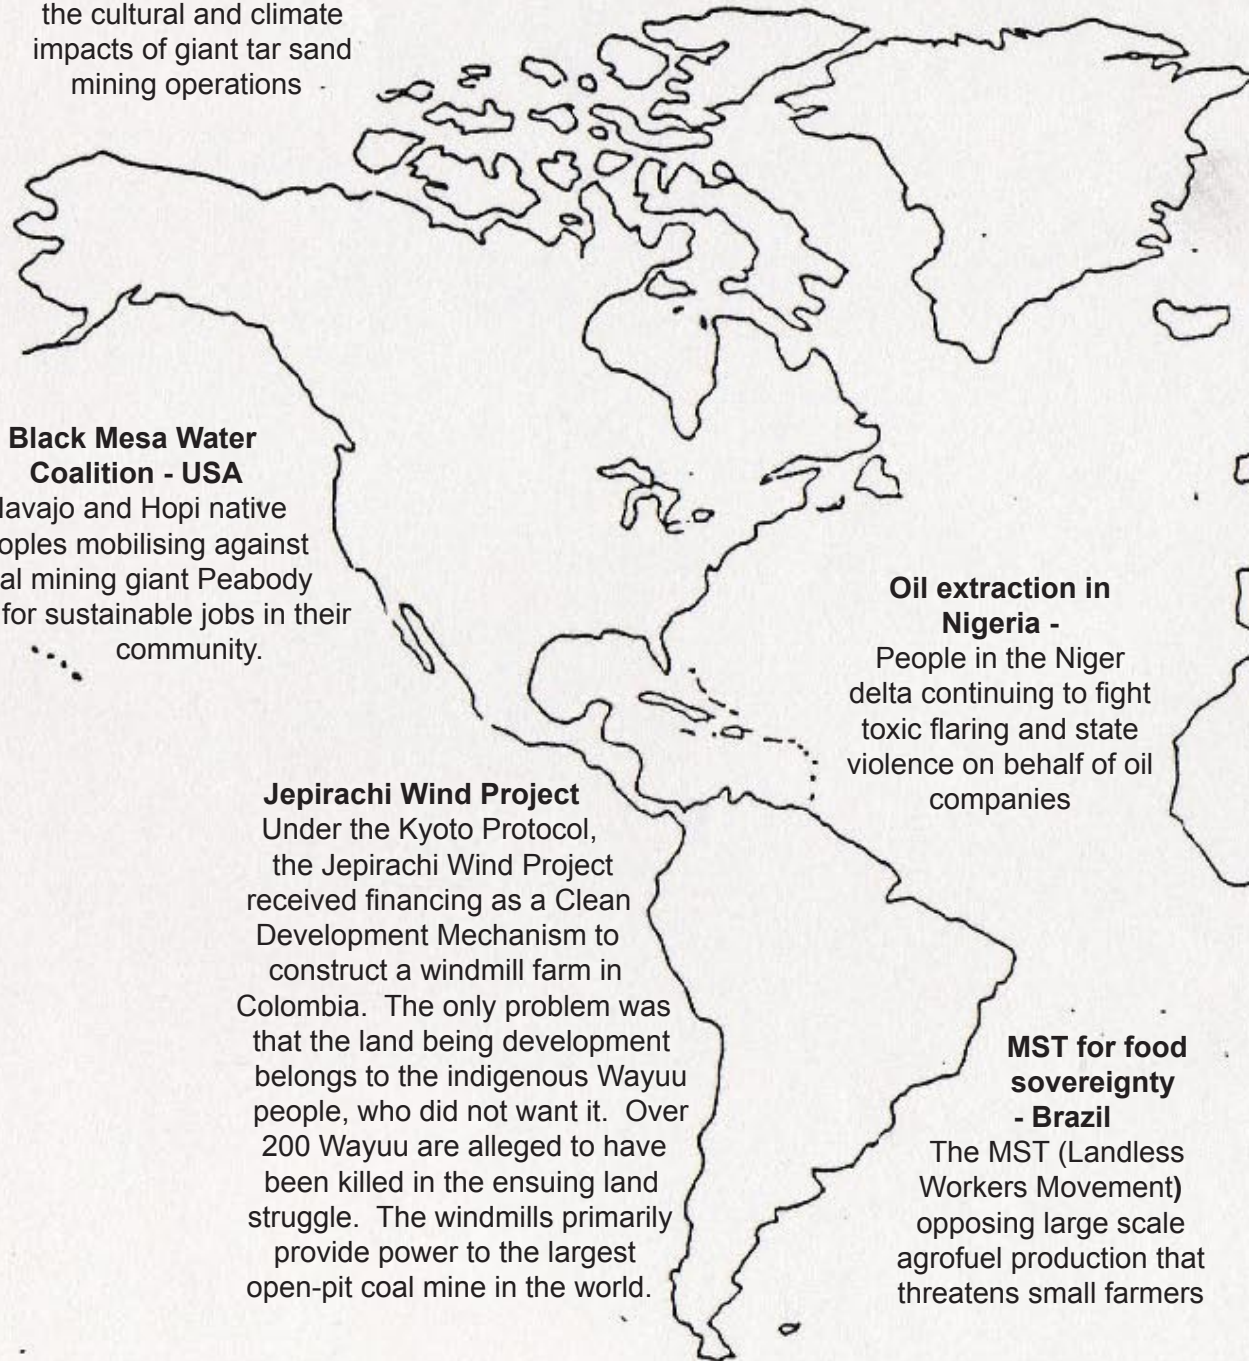 the cultural and climate
impacts of giant tar sand
mining operations
Black Mesa Water
Coalition - USA
and Hopi native
mobilising against
mining giant Peabody
for sustainable jobs in their
community.
Oil extraction in
Nigeria -
People in the Niger
delta continuing to fight
toxic flaring and state
violence on behalf of oil
companies
Jepirachi Wind Project
Under the Kyoto Protocol,
the Jepirachi Wind Project
received financing as a Clean
Development Mechanism to
construct a windmill farm in
Colombia. The only problem was
that the land being development
belongs to the indigenous Wayuu
people, who did not want it. Over
200 Wayuu are alleged to have
been killed in the ensuing land
struggle. The windmills primarily
provide power to the largest
open-pit coal mine in the world.
MST for food
sovereignty
- Brazil
The MST (Landless
Workers Movement)
opposing large scale
agrofuel production that
threatens small farmers